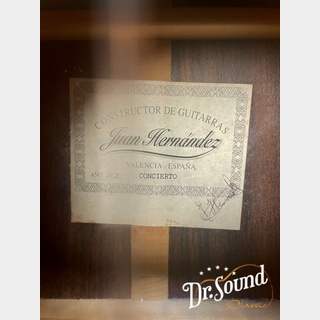 CONSTRUCTOR DE GUITARRAS
Juan Hernández
VALENCIA - ESPAÑA
AÑO
CONCIERTO
Dr. Sound